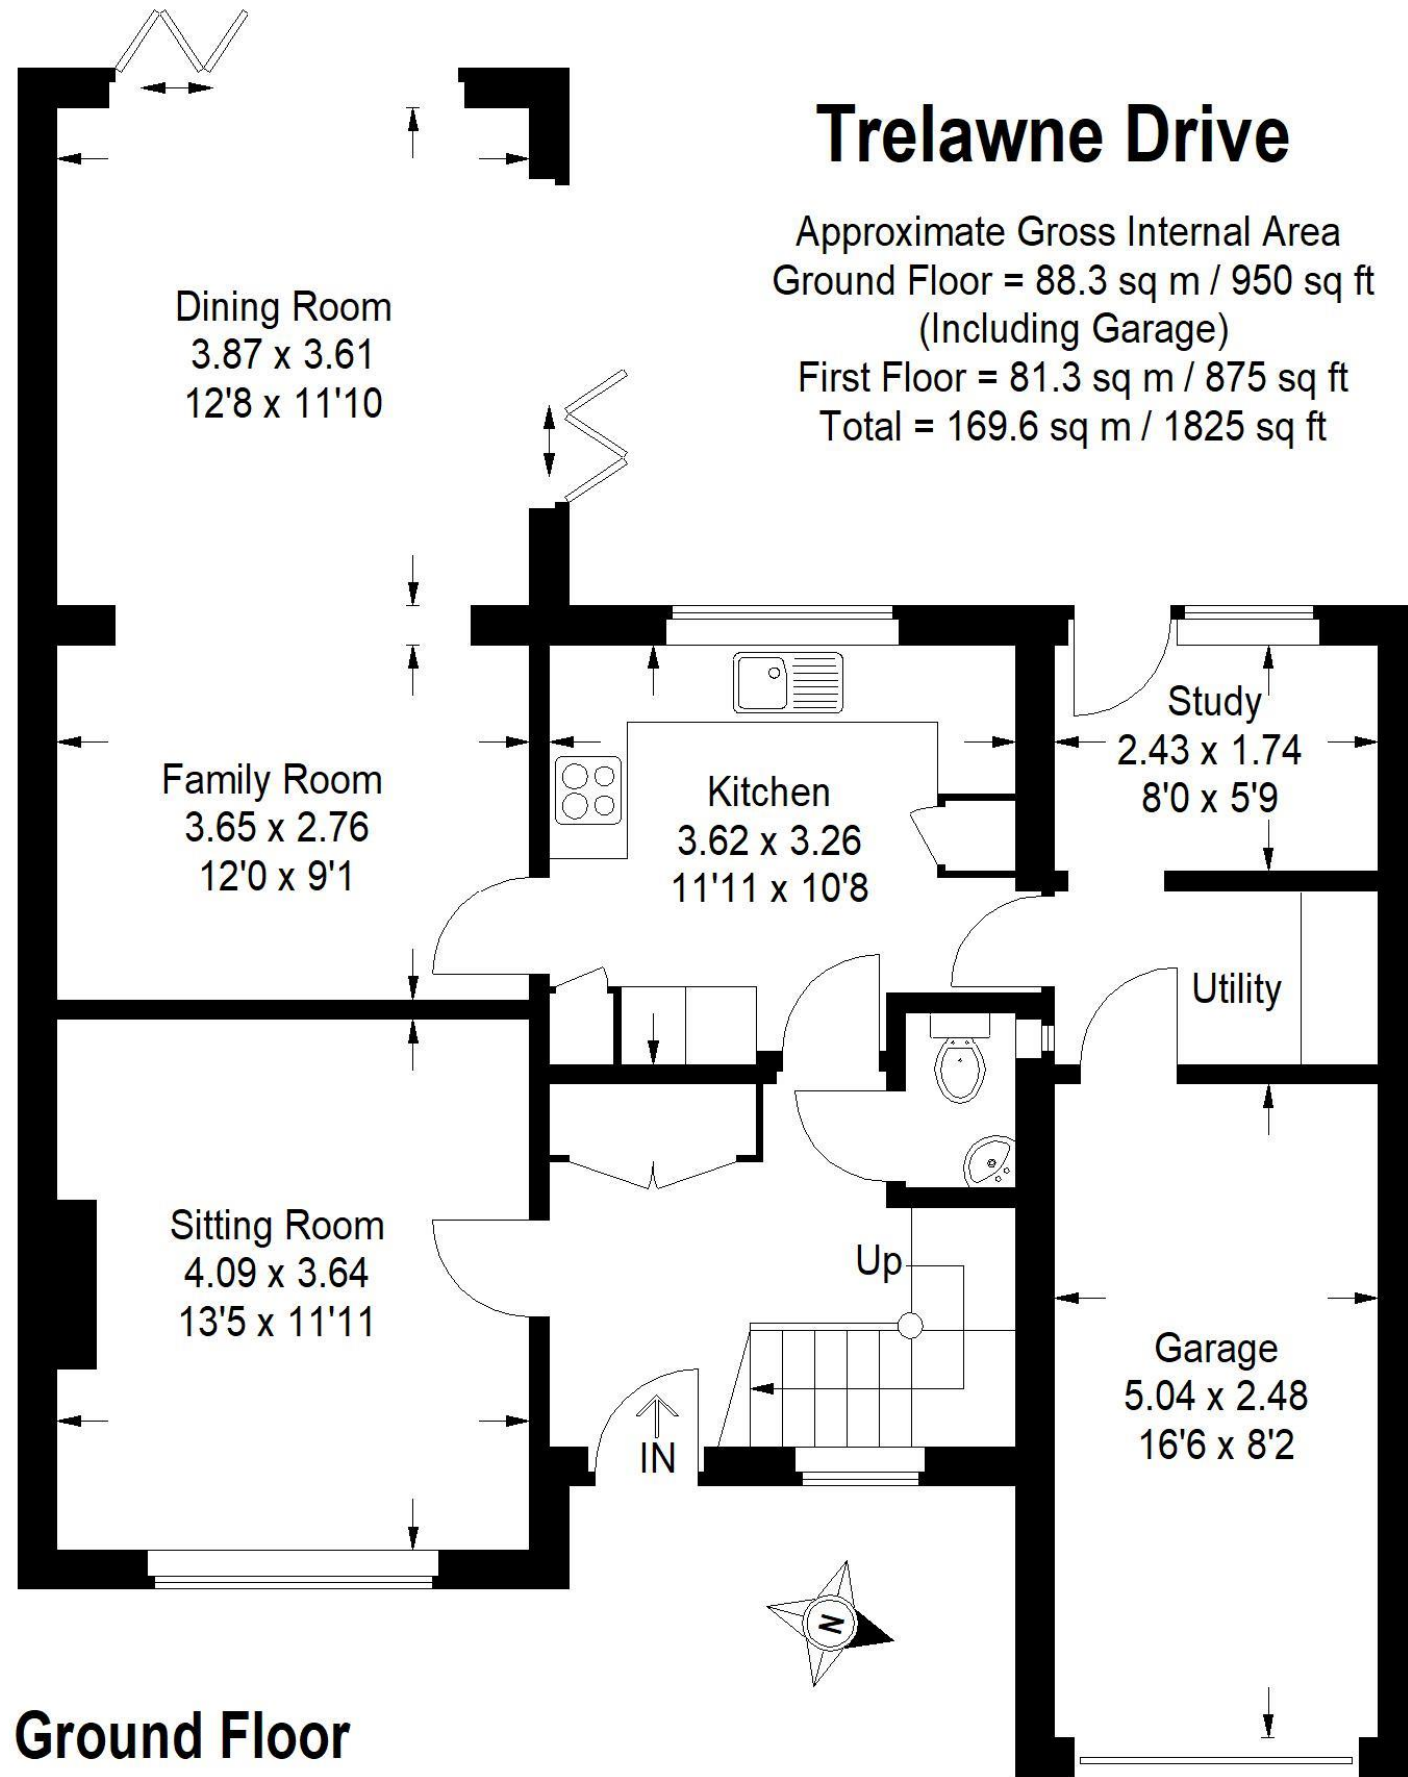 Trelawne Drive
Approximate Gross Internal Area
Ground Floor = 88.3 sq m / 950 sq ft
(Including Garage)
First Floor = 81.3 sq m / 875 sq ft
Total = 169.6 sq m / 1825 sq ft
Dining Room
3.87 x 3.61
12'8 x 11'10
Family Room
3.65 x 2.76
12'0 x 9'1
Kitchen
3.62 x 3.26
11'11 x 10'8
Study
2.43 x 1.74
8'0 x 5'9
Utility
Sitting Room
4.09 x 3.64
13'5 x 11'11
Up
IN
Garage
5.04 x 2.48
16'6 x 8'2
N
Ground Floor